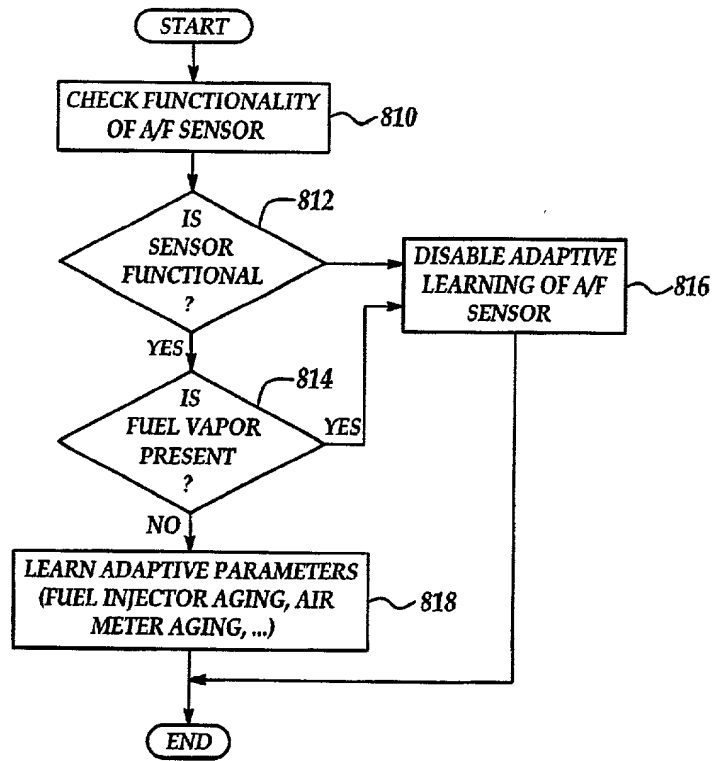 START
CHECK FUNCTIONALITY
OF A/F SENSOR
810
IS
SENSOR
FUNCTIONAL
?
812
DISABLE ADAPTIVE
LEARNING OF A/F
SENSOR
816
YES
IS
FUEL VAPOR
PRESENT
?
814
YES
NO
LEARN ADAPTIVE PARAMETERS
(FUEL INJECTOR AGING, AIR
METER AGING, ...)
818
END